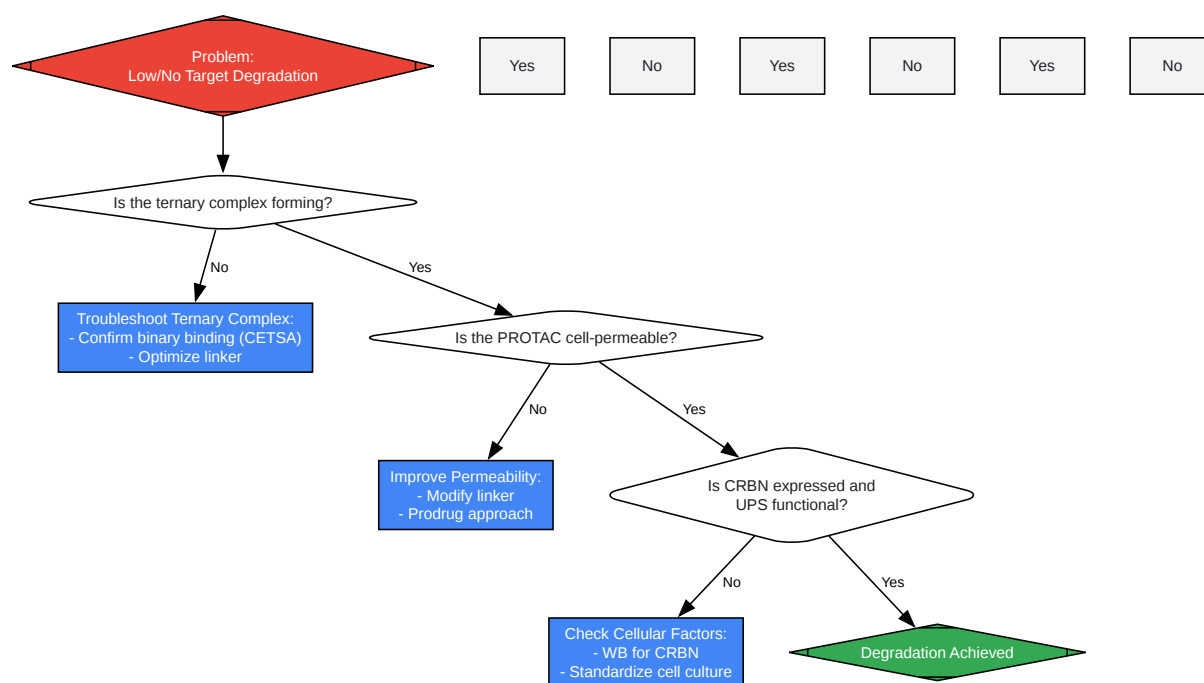 Problem:
Low/No Target Degradation
Yes
No
Yes
No
Yes
No
Is the ternary complex forming?
No
Yes
Troubleshoot Ternary Complex:
- Confirm binary binding (CETSA)
- Optimize linker
Is the PROTAC cell-permeable?
No
Yes
Improve Permeability:
- Modify linker
- Prodrug approach
Is CRBN expressed and
UPS functional?
No
Yes
Check Cellular Factors:
- WB for CRBN
- Standardize cell culture
Degradation Achieved